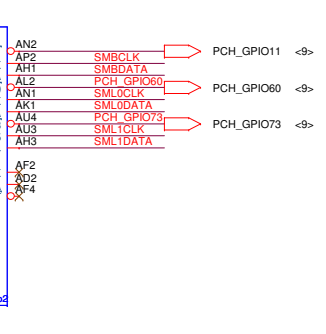 AN2 PCH_GPIO11 <9>
AP2 SMBCLK
AH1 SMBDATA
AL2 PCH_GPIO60 PCH_GPIO60 <9>
AN1 SML0CLK
AK1 SML0DATA
AU4 PCH_GPIO73 PCH_GPIO73 <9>
AU3 SML1CLK
AH3 SML1DATA
AF2
AD2
AF4